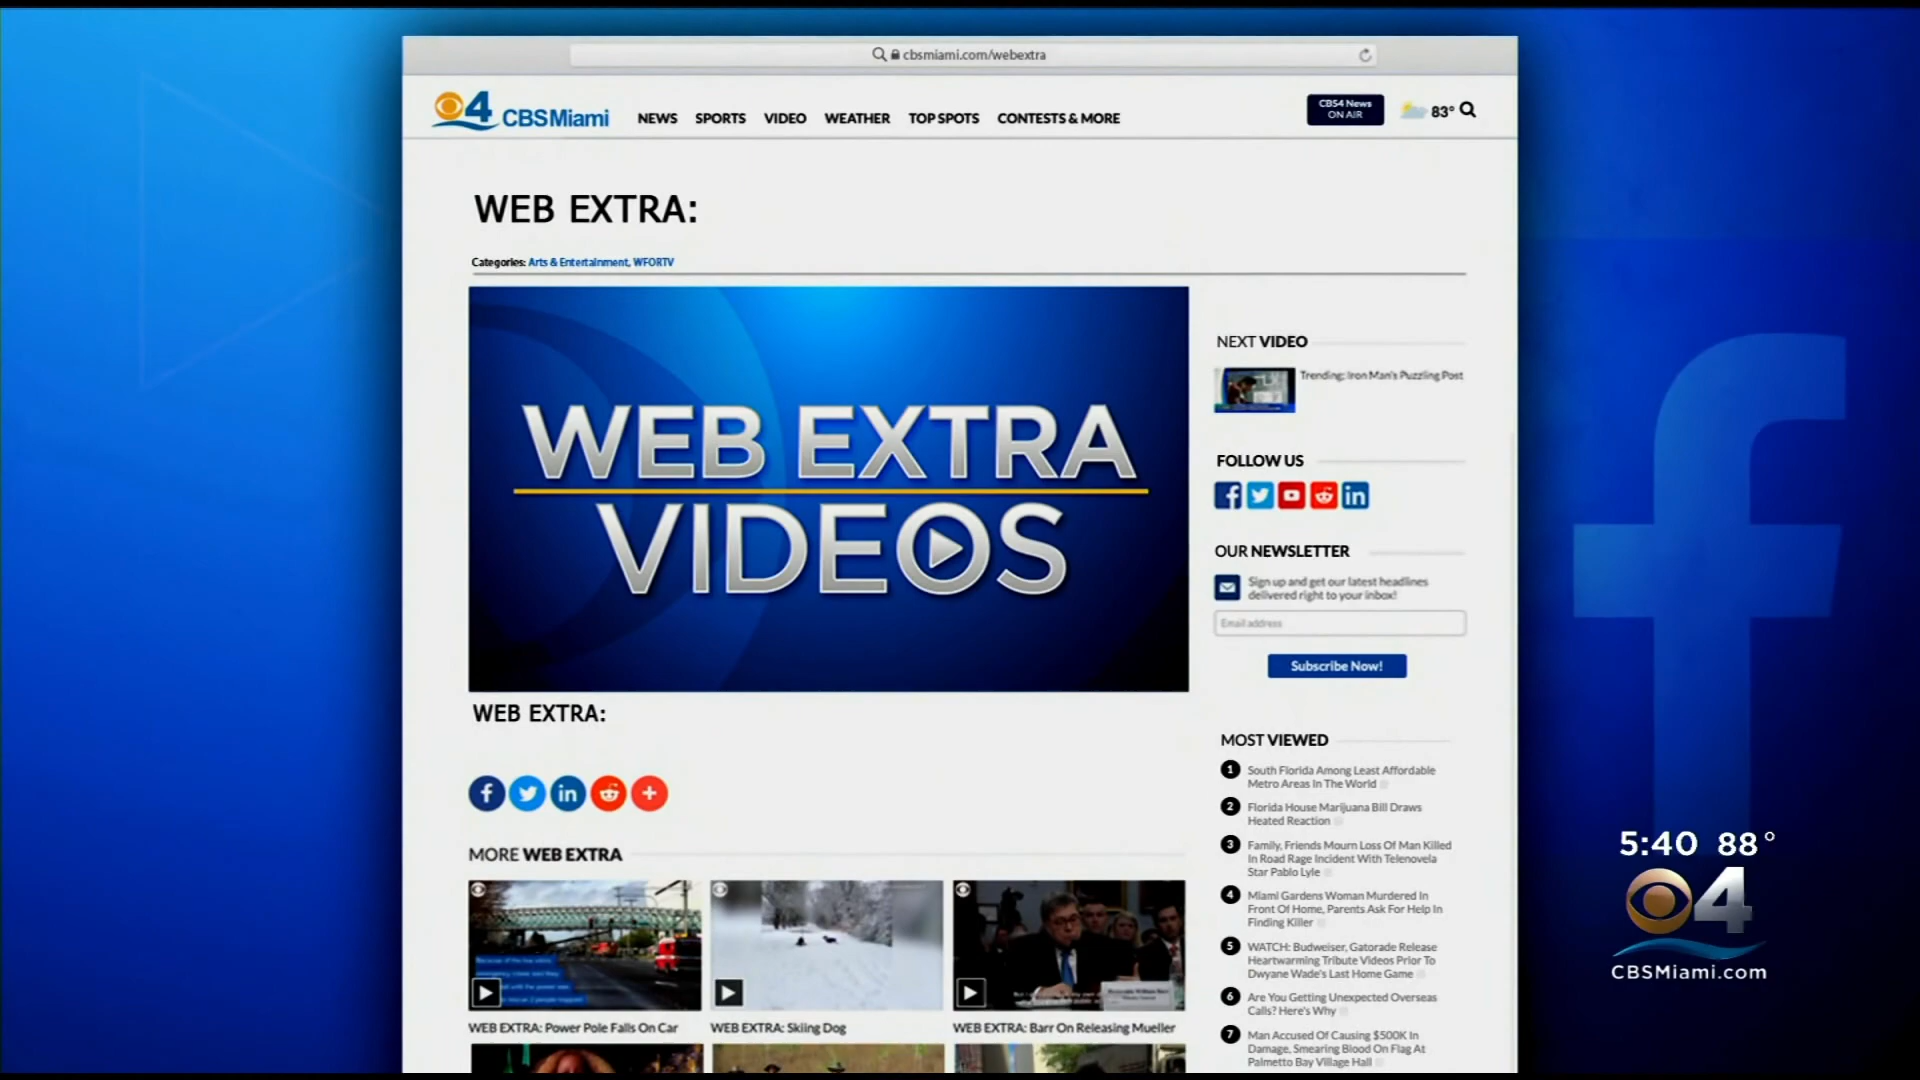 cbsmiami.com/webextra
4 CBSMiami
NEWS SPORTS VIDEO WEATHER TOP SPOTS CONTESTS & MORE
CBS4 News
ON AIR
83°
WEB EXTRA:
Categories: Arts & Entertainment, WFORTV
WEB EXTRA
VIDEOS
NEXT VIDEO
Trending: Iron Man's Puzzling Post
FOLLOW US
OUR NEWSLETTER
Sign up and get our latest headlines
delivered right to your inbox!
Email address
Subscribe Now!
WEB EXTRA:
MORE WEB EXTRA
WEB EXTRA: Power Pole Falls On Car
WEB EXTRA: Skiing Dog
WEB EXTRA: Barr On Releasing Mueller
MOST VIEWED
1 South Florida Among Least Affordable
Metro Areas In The World
2 Florida House Marijuana Bill Draws
Heated Reaction
3 Family, Friends Mourn Loss Of Man Killed
In Road Rage Incident With Telenovela
Star Pablo Lyle
4 Miami Gardens Woman Murdered In
Front Of Home, Parents Ask For Help In
Finding Killer
5 WATCH: Budweiser, Gatorade Release
Heartwarming Tribute Videos Prior To
Dwyane Wade's Last Home Game
6 Are You Getting Unexpected Overseas
Calls? Here's Why
7 Man Accused Of Causing $500K In
Damage, Smearing Blood On Flag At
Palmetto Bay Village Hall
5:40 88°
4
CBSMiami.com